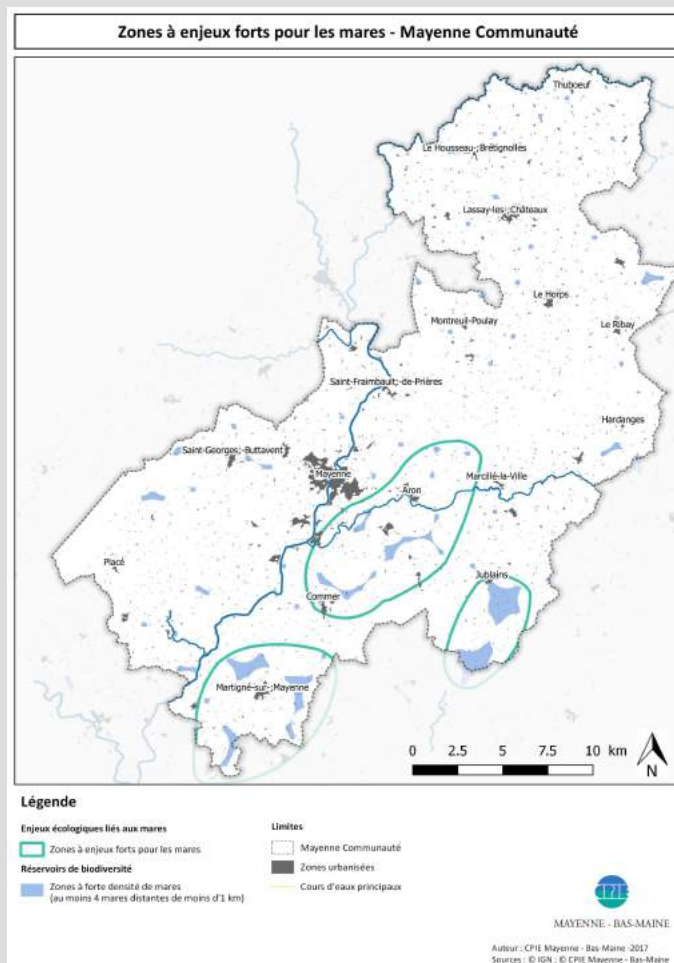 Zones à enjeux forts pour les mares - Mayenne Communauté
Thuboeuf
Le Housseau-;Brétignolles
Lassay-les-;Châteaux
Le Horps
Montreuil-Poulay
Le Ribay
Saint-Fraimbault;-de-Prières
Hardanges
Saint-Georges;-Buttavent
Mayenne
Marcillé-la-Ville
Aron
Placé
Jublains
Commer
Martigné-sur-;Mayenne
0 2.5 5 7.5 10 km
N
Légende
Enjeux écologiques liés aux mares
Zones à enjeux forts pour les mares
Réservoirs de biodiversité
Zones à forte densité de mares
(au moins 4 mares distantes de moins d'1 km)
Limites
Mayenne Communauté
Zones urbanisées
Cours d'eaux principaux
CPIE
MAYENNE - BAS-MAINE
Auteur : CPIE Mayenne - Bas-Maine -2017
Sources : © IGN ; © CPIE Mayenne - Bas-Maine